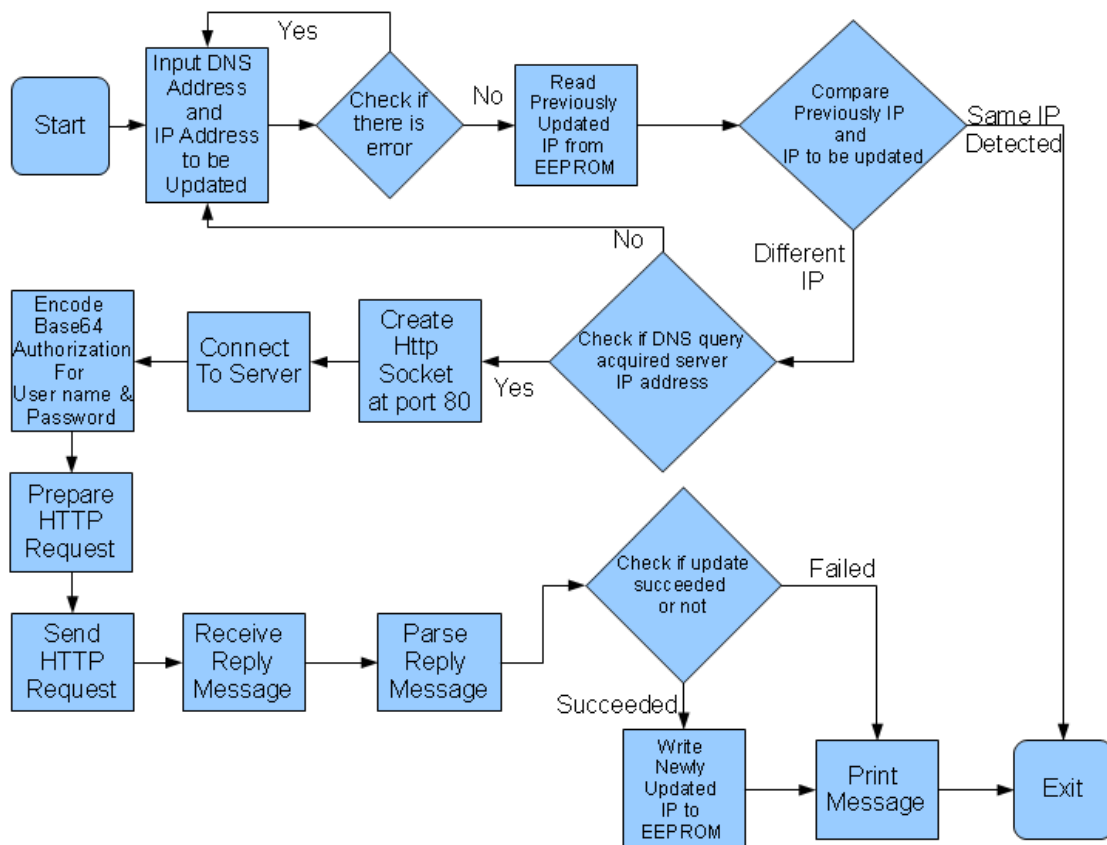 Start
Input DNS
Address
and
IP Address
to be
Updated
Yes
Check if
there is
error
No
Read
Previously
Updated
IP from
EEPROM
Compare
Previously IP
and
IP to be updated
Same IP
Detected
Different
IP
Check if DNS query
acquired server
IP address
No
Yes
Create
Http
Socket
at port 80
Connect
To Server
Encode
Base64
Authorization
For
User name &
Password
Prepare
HTTP
Request
Send
HTTP
Request
Receive
Reply
Message
Parse
Reply
Message
Check if update
succeeded
or not
Failed
Succeeded
Write
Newly
Updated
IP to
EEPROM
Print
Message
Exit